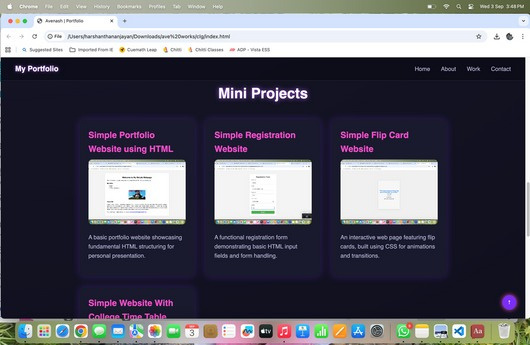 Chrome File Edit View History Bookmarks Profiles Tab Window Help
Wed 3 Sep 3:48 PM
Avenash | Portfolio
File /Users/harshanthananjayan/Downloads/ave%20works/clg/index.html
Suggested Sites Imported From IE Cuemath Leap Chitti Chitti Classes ADP - Vista ESS
My Portfolio
Home About Work Contact
Mini Projects
Simple Portfolio
Website using HTML
Simple Registration
Website
Simple Flip Card
Website
A basic portfolio website showcasing
fundamental HTML structuring for
personal presentation.
A functional registration form
demonstrating basic HTML input
fields and form handling.
An interactive web page featuring flip
cards, built using CSS for animations
and transitions.
Simple Website With
College Time Table